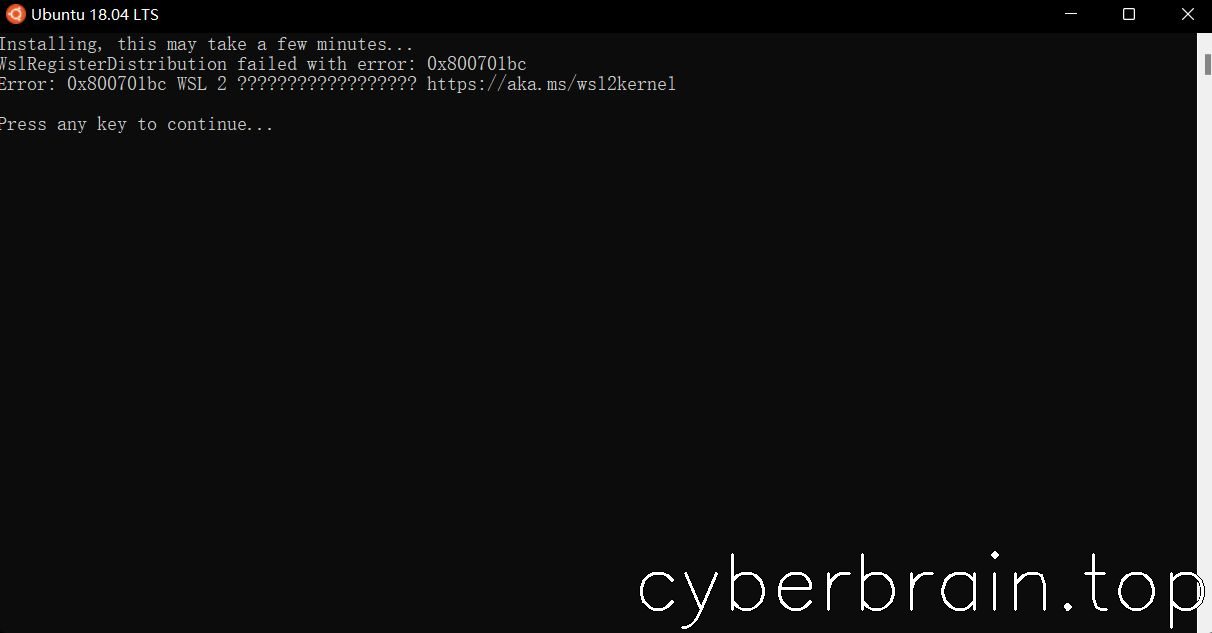 Ubuntu 18.04 LTS
Installing, this may take a few minutes...
WslRegisterDistribution failed with error: 0x800701bc
Error: 0x800701bc WSL 2 ?????????????????? https://aka.ms/wsl2kernel
Press any key to continue...
cyberbrain.top